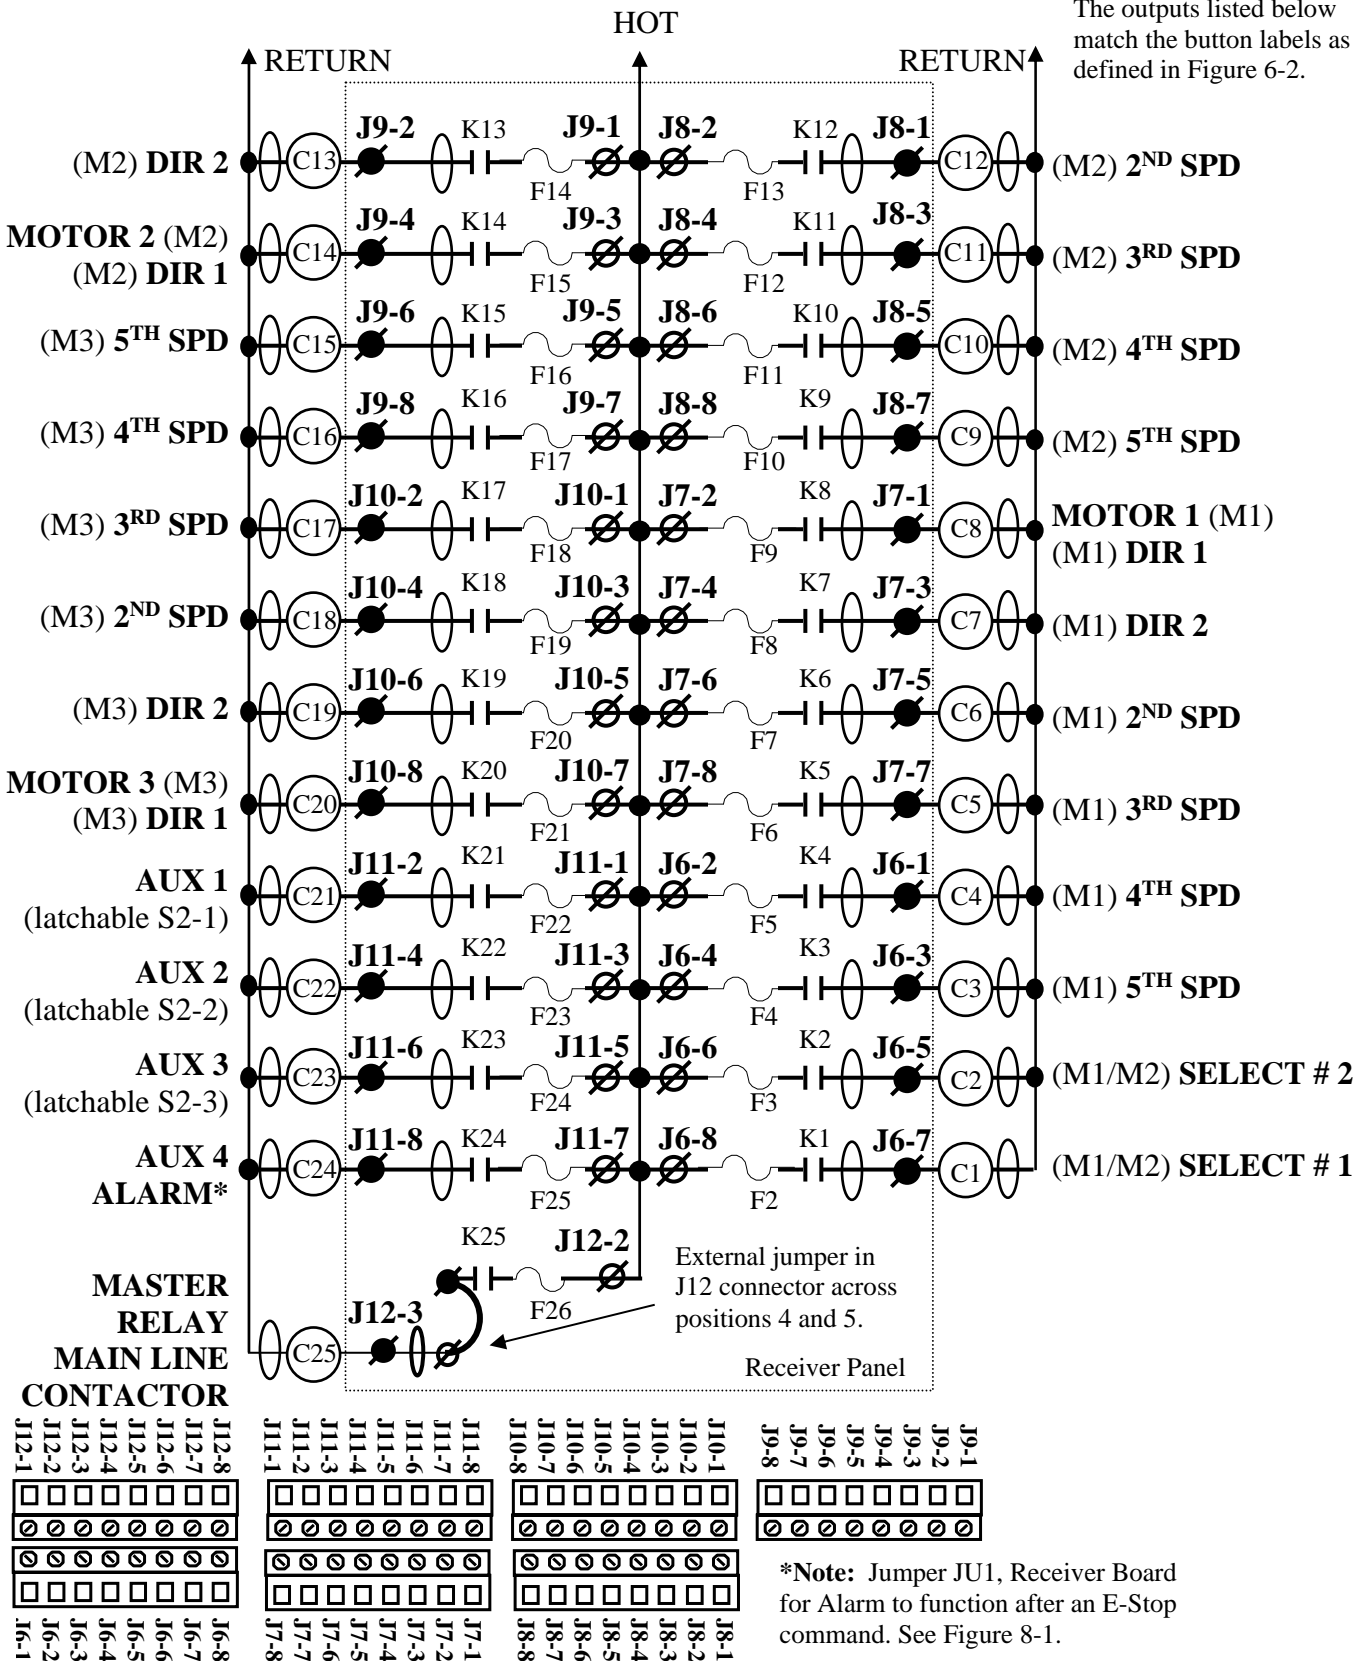 The outputs listed below
match the button labels as
defined in Figure 6-2.
HOT
RETURN
RETURN
(M2) DIR 2 C13 J9-2 K13 F14 J9-1 J8-2 F13 K12 J8-1 C12 (M2) 2ND SPD
MOTOR 2 (M2)
(M2) DIR 1 C14 J9-4 K14 F15 J9-3 J8-4 F12 K11 J8-3 C11 (M2) 3RD SPD
(M3) 5TH SPD C15 J9-6 K15 F16 J9-5 J8-6 F11 K10 J8-5 C10 (M2) 4TH SPD
(M3) 4TH SPD C16 J9-8 K16 F17 J9-7 J8-8 F10 K9 J8-7 C9 (M2) 5TH SPD
(M3) 3RD SPD C17 J10-2 K17 F18 J10-1 J7-2 F9 K8 J7-1 C8 MOTOR 1 (M1)
(M1) DIR 1
(M3) 2ND SPD C18 J10-4 K18 F19 J10-3 J7-4 F8 K7 J7-3 C7 (M1) DIR 2
(M3) DIR 2 C19 J10-6 K19 F20 J10-5 J7-6 F7 K6 J7-5 C6 (M1) 2ND SPD
MOTOR 3 (M3)
(M3) DIR 1 C20 J10-8 K20 F21 J10-7 J7-8 F6 K5 J7-7 C5 (M1) 3RD SPD
AUX 1
(latchable S2-1) C21 J11-2 K21 F22 J11-1 J6-2 F5 K4 J6-1 C4 (M1) 4TH SPD
AUX 2
(latchable S2-2) C22 J11-4 K22 F23 J11-3 J6-4 F4 K3 J6-3 C3 (M1) 5TH SPD
AUX 3
(latchable S2-3) C23 J11-6 K23 F24 J11-5 J6-6 F3 K2 J6-5 C2 (M1/M2) SELECT # 2
AUX 4
ALARM* C24 J11-8 K24 F25 J11-7 J6-8 F2 K1 J6-7 C1 (M1/M2) SELECT # 1
MASTER
RELAY
MAIN LINE
CONTACTOR
C25 J12-3 K25 F26 J12-2
External jumper in
J12 connector across
positions 4 and 5.
Receiver Panel
J12-1 J12-2 J12-3 J12-4 J12-5 J12-6 J12-7 J12-8
J11-1 J11-2 J11-3 J11-4 J11-5 J11-6 J11-7 J11-8
J10-8 J10-7 J10-6 J10-5 J10-4 J10-3 J10-2 J10-1
J9-8 J9-7 J9-6 J9-5 J9-4 J9-3 J9-2 J9-1
J6-1 J6-2 J6-3 J6-4 J6-5 J6-6 J6-7 J6-8
J7-8 J7-7 J7-6 J7-5 J7-4 J7-3 J7-2 J7-1
J8-8 J8-7 J8-6 J8-5 J8-4 J8-3 J8-2 J8-1
*Note: Jumper JU1, Receiver Board
for Alarm to function after an E-Stop
command. See Figure 8-1.